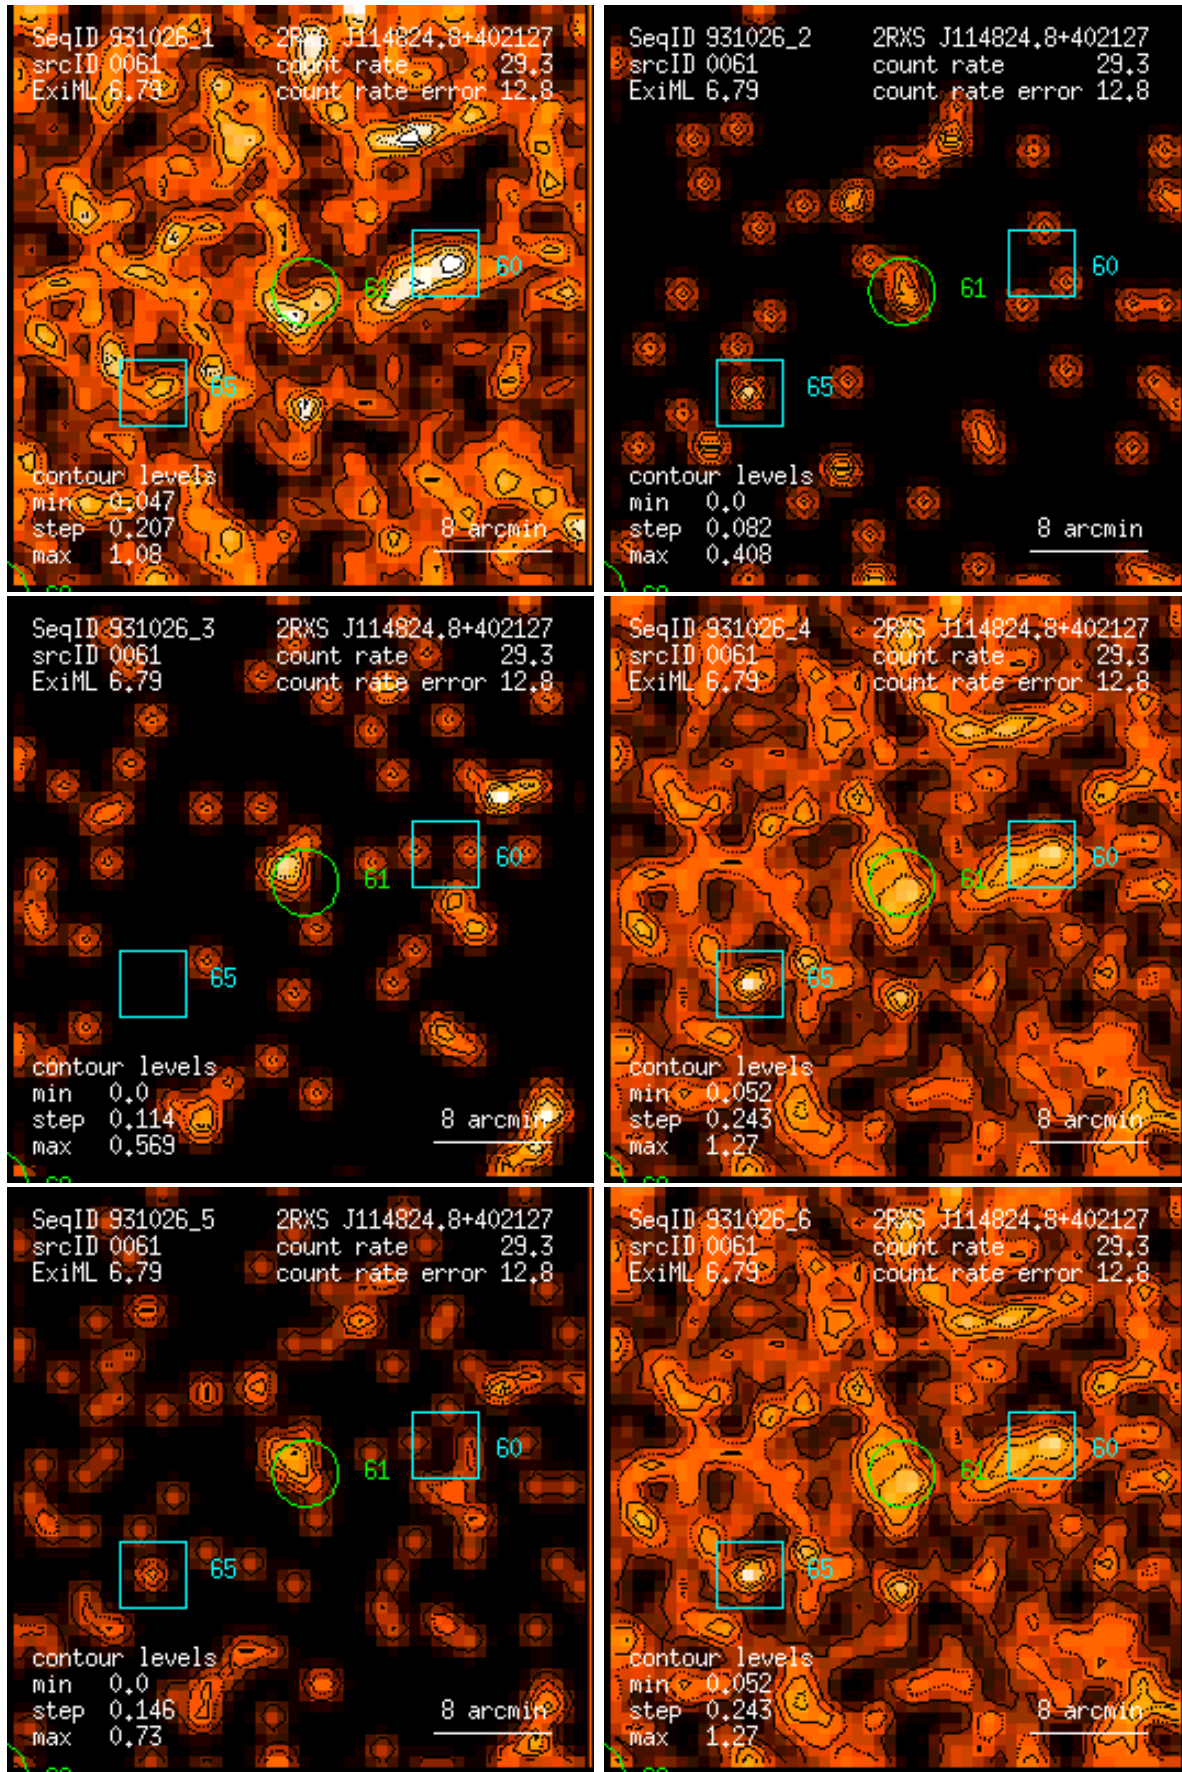 SeqID 931026_1 2RXS J114824.8+402127
srcID 0061 count rate 29.3
ExiML 6.79 count rate error 12.8
60
61
65
contour levels
min 0.047
step 0.207
max 1.08
8 arcmin
SeqID 931026_2 2RXS J114824.8+402127
srcID 0061 count rate 29.3
ExiML 6.79 count rate error 12.8
60
61
65
contour levels
min 0.0
step 0.082
max 0.408
8 arcmin
SeqID 931026_3 2RXS J114824.8+402127
srcID 0061 count rate 29.3
ExiML 6.79 count rate error 12.8
60
61
65
contour levels
min 0.0
step 0.114
max 0.569
8 arcmin
SeqID 931026_4 2RXS J114824.8+402127
srcID 0061 count rate 29.3
ExiML 6.79 count rate error 12.8
60
61
65
contour levels
min 0.052
step 0.243
max 1.27
8 arcmin
SeqID 931026_5 2RXS J114824.8+402127
srcID 0061 count rate 29.3
ExiML 6.79 count rate error 12.8
60
61
65
contour levels
min 0.0
step 0.146
max 0.73
8 arcmin
SeqID 931026_6 2RXS J114824.8+402127
srcID 0061 count rate 29.3
ExiML 6.79 count rate error 12.8
60
61
65
contour levels
min 0.052
step 0.243
max 1.27
8 arcmin